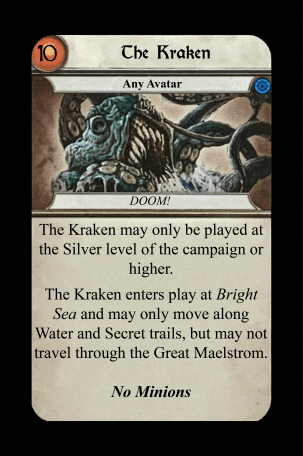 10
The Kraken
Any Avatar
DOOM!
The Kraken may only be played at
the Silver level of the campaign or
higher.
The Kraken enters play at Bright
Sea and may only move along
Water and Secret trails, but may not
travel through the Great Maelstrom.
No Minions